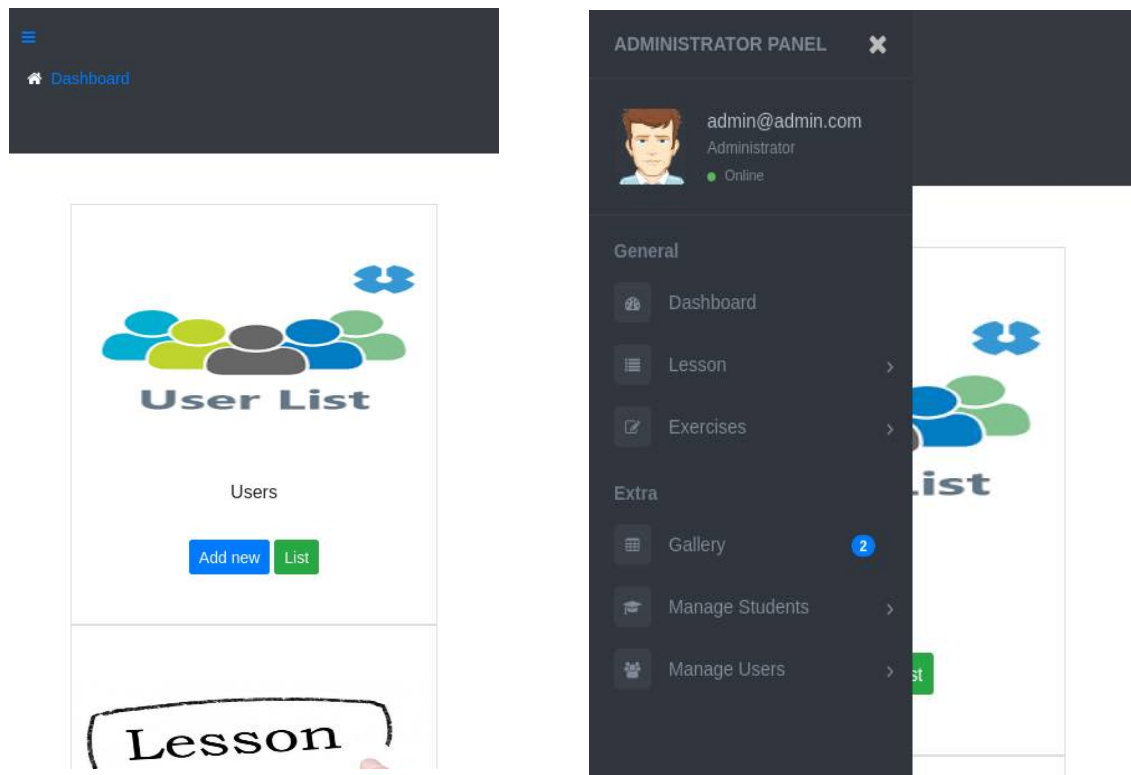 Dashboard
User List
Users
Add new List
Lesson
ADMINISTRATOR PANEL
admin@admin.com
Administrator
Online
General
Dashboard
Lesson
Exercises
Extra
Gallery 2
Manage Students
Manage Users
ist
st